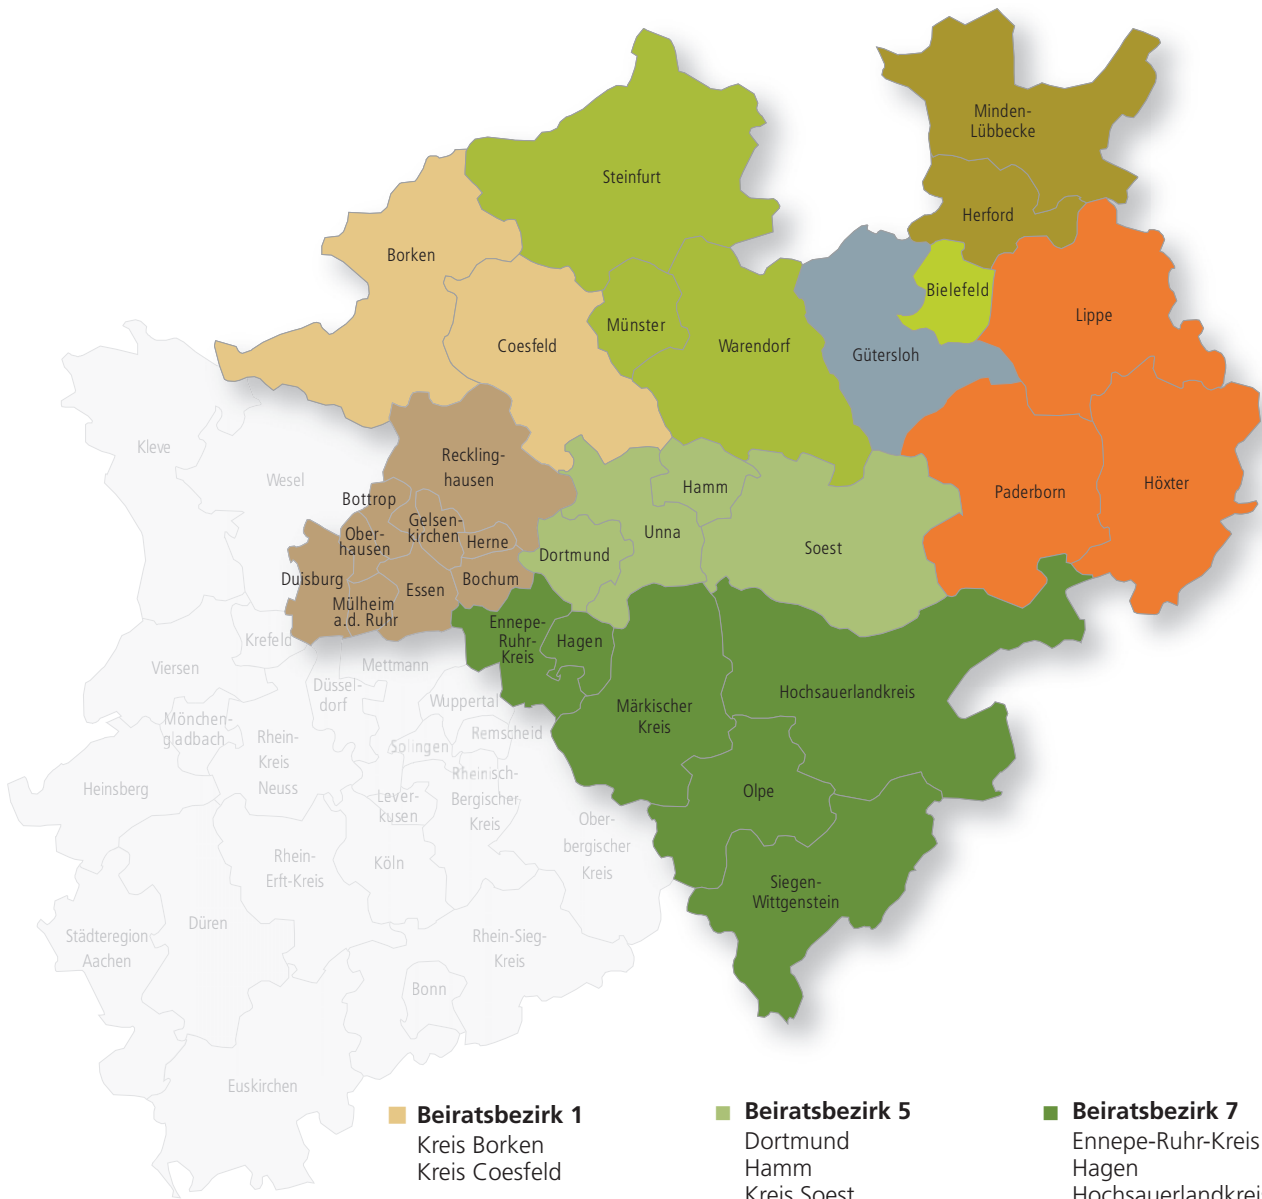 Minden-
Lübbecke
Steinfurt
Herford
Borken
Bielefeld
Lippe
Münster
Coesfeld
Warendorf
Gütersloh
Kleve
Reckling-
hausen
Wesel
Höxter
Hamm
Paderborn
Bottrop
Gelsen-
kirchen
Ober-
hausen
Herne
Unna
Dortmund
Soest
Duisburg
Bochum
Essen
Mülheim
a.d. Ruhr
Ennepe-
Ruhr-
Kreis
Hagen
Krefeld
Viersen
Mettmann
Düssel-
dorf
Wuppertal
Hochsauerlandkreis
Märkischer
Kreis
Mönchen-
gladbach
Remscheid
Solingen
Rhein-
Kreis
Neuss
Rheinisch-
Bergischer
Kreis
Heinsberg
Lever-
kusen
Olpe
Ober-
bergischer
Kreis
Rhein-
Erft-Kreis
Köln
Siegen-
Wittgenstein
Düren
Städteregion
Aachen
Rhein-Sieg-
Kreis
Bonn
Euskirchen
Beiratsbezirk 1
Kreis Borken
Kreis Coesfeld
Beiratsbezirk 5
Dortmund
Hamm
Kreis Soest
Beiratsbezirk 7
Ennepe-Ruhr-Kreis
Hagen
Hochsauerlandkrei